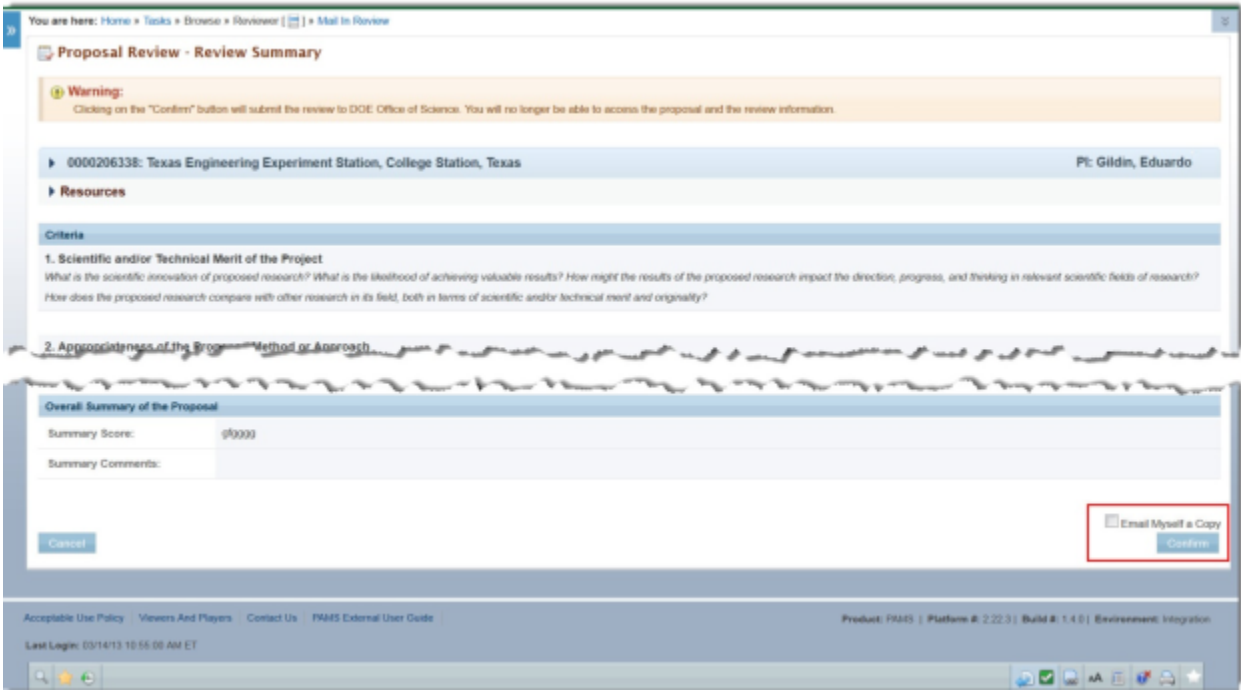 You are here: Home » Tasks » Browse » Reviewer [ ] » Mail In Review
Proposal Review - Review Summary
Warning:
Clicking on the "Confirm" button will submit the review to DOE Office of Science. You will no longer be able to access the proposal and the review information.
0000206338: Texas Engineering Experiment Station, College Station, Texas PI: Gildin, Eduardo
Resources
Criteria
1. Scientific and/or Technical Merit of the Project
What is the scientific innovation of proposed research? What is the likelihood of achieving valuable results? How might the results of the proposed research impact the direction, progress, and thinking in relevant scientific fields of research?
How does the proposed research compare with other research in its field, both in terms of scientific and/or technical merit and originality?
2. Appropriateness of the Proposed Method or Approach
Overall Summary of the Proposal
Summary Score: gfgggg
Summary Comments:
Email Myself a Copy
Cancel Confirm
Acceptable Use Policy Viewers And Players Contact Us PAMS External User Guide Product: PAMS | Platform #: 2.22.3 | Build #: 1.4.0 | Environment: Integration
Last Login: 03/14/13 10:55:00 AM ET